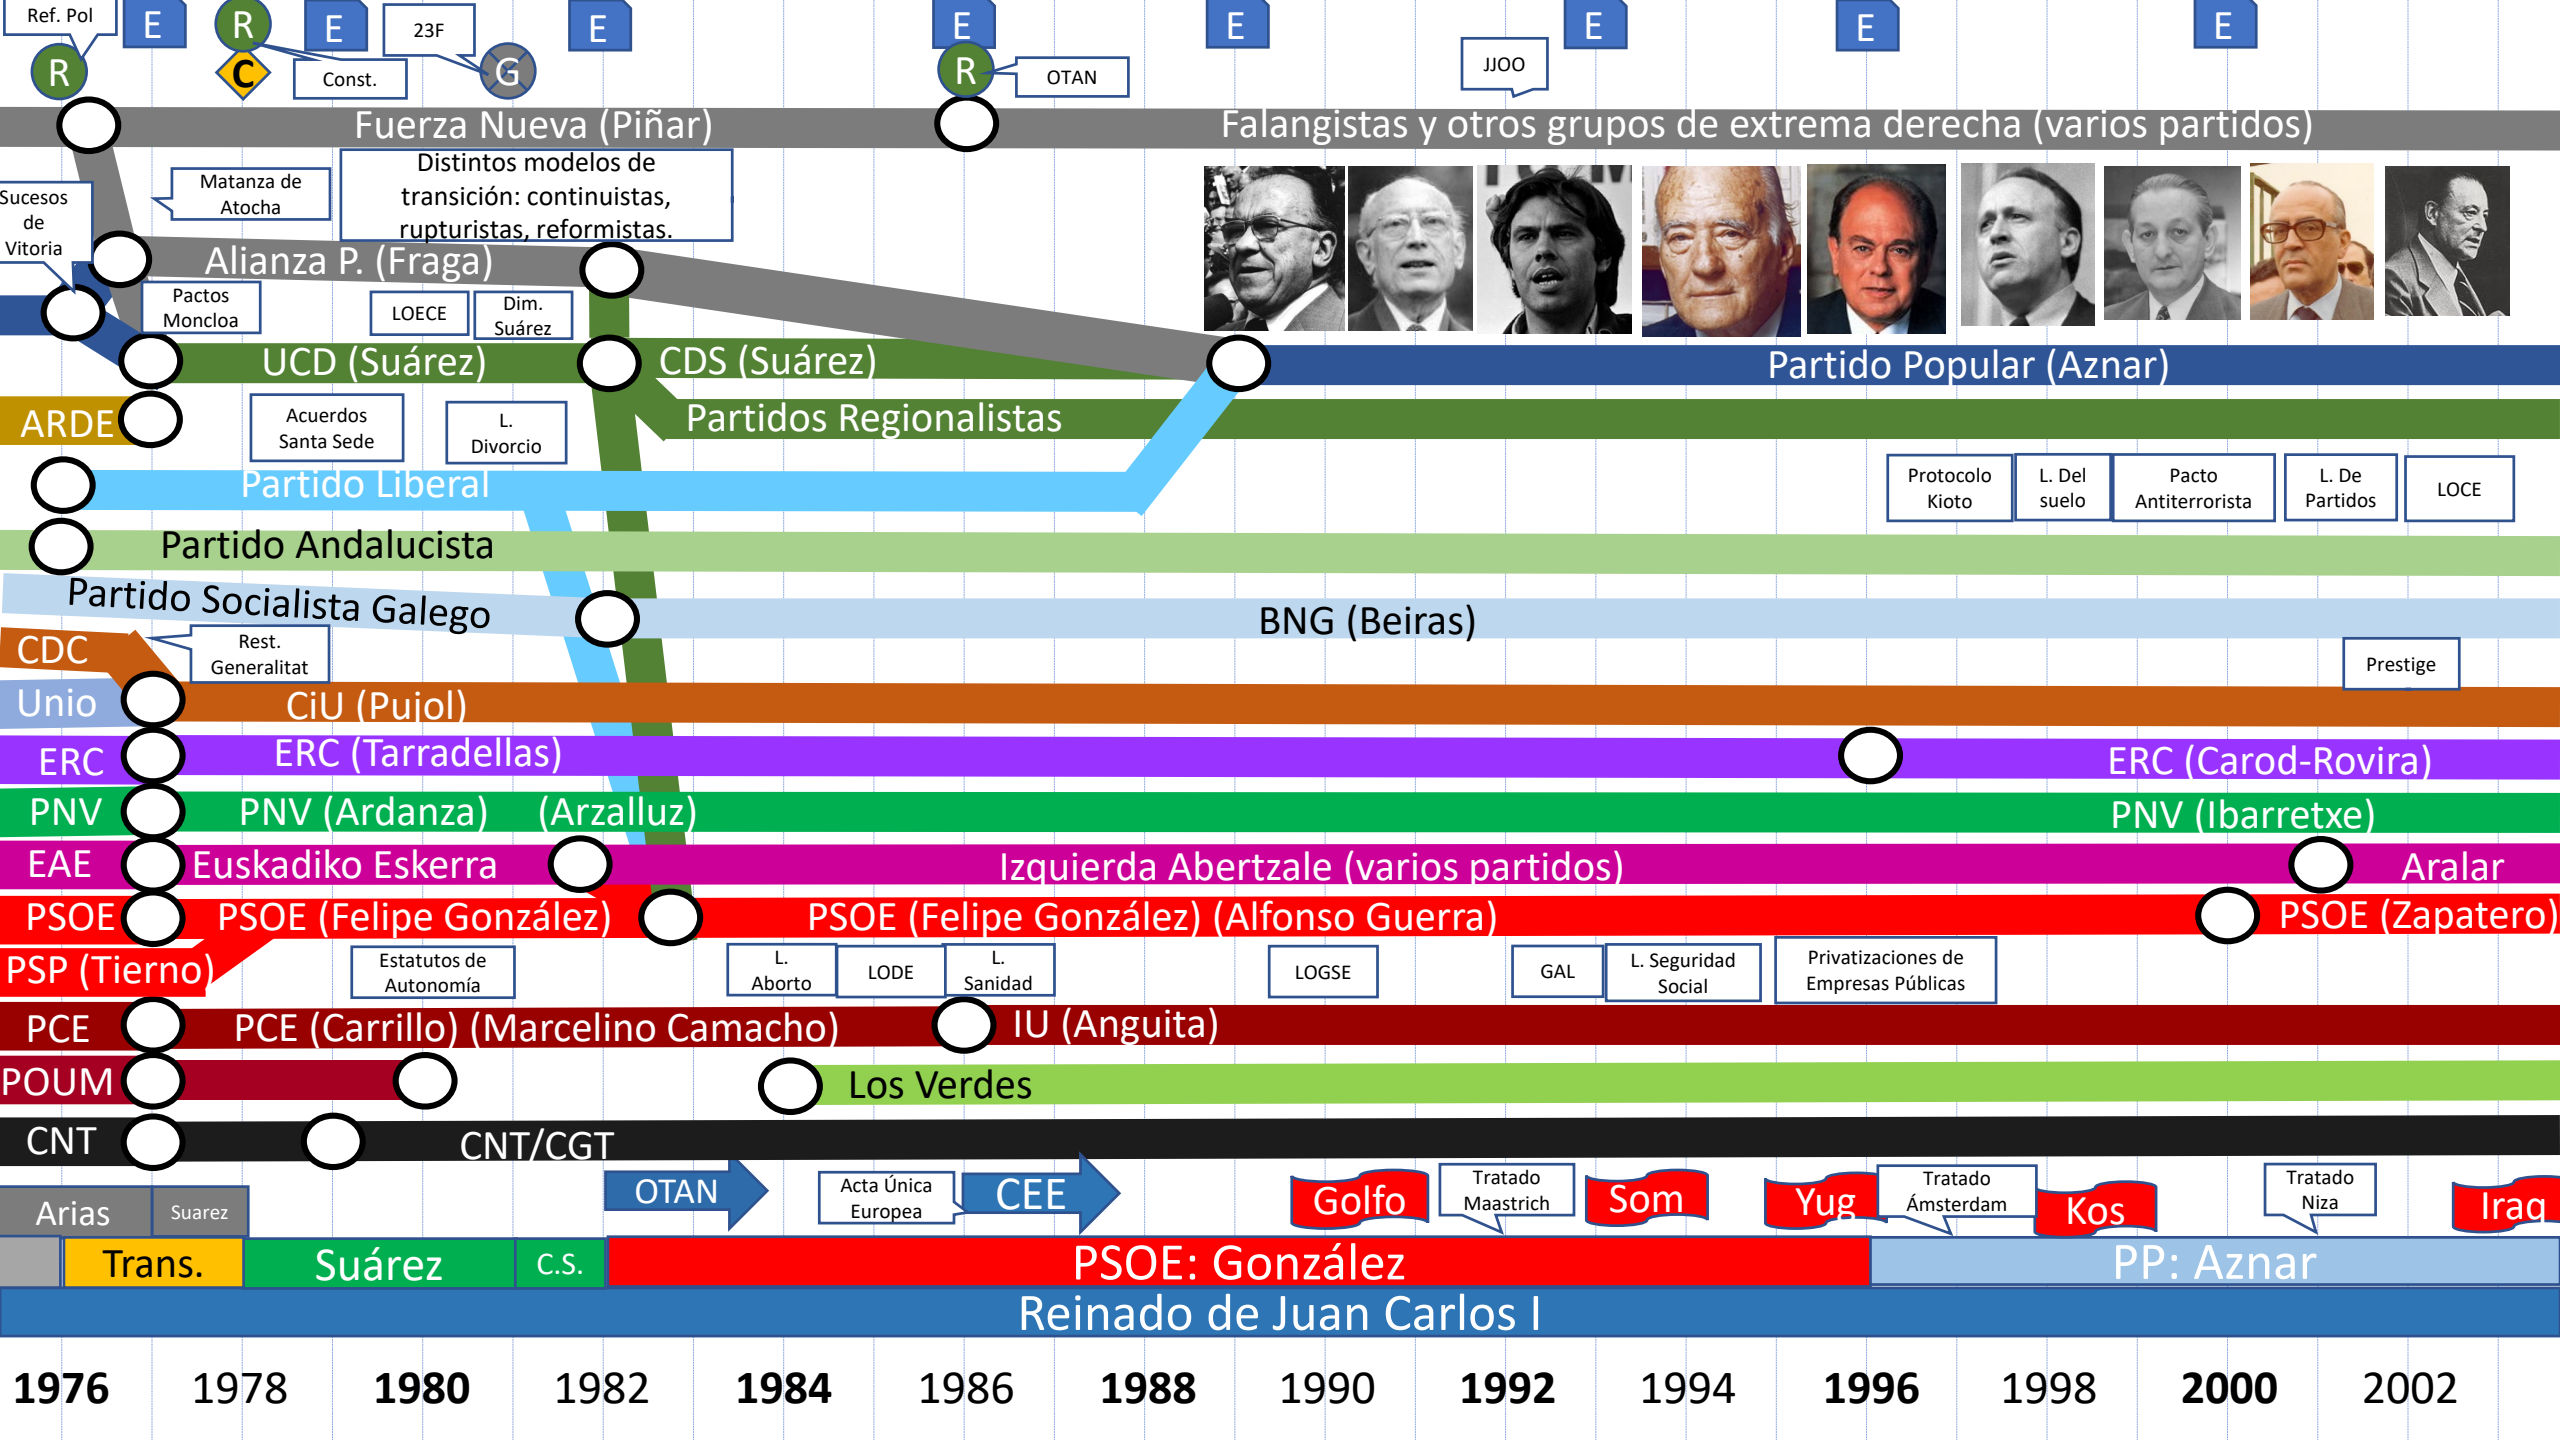 Ref. Pol
E
R
E
23F
E
E
E
E
E
E
R
C
Const.
G
R
OTAN
JJOO
Fuerza Nueva (Piñar)
Falangistas y otros grupos de extrema derecha (varios partidos)
Distintos modelos de
transición: continuistas,
rupturistas, reformistas.
Matanza de
Atocha
Sucesos
de
Vitoria
Alianza P. (Fraga)
Pactos
Moncloa
LOECE
Dim.
Suárez
UCD (Suárez)
CDS (Suárez)
Partido Popular (Aznar)
ARDE
Acuerdos
Santa Sede
L.
Divorcio
Partidos Regionalistas
Partido Liberal
Protocolo
Kioto
L. Del
suelo
Pacto
Antiterrorista
L. De
Partidos
LOCE
Partido Andalucista
Partido Socialista Galego
BNG (Beiras)
CDC
Rest.
Generalitat
Prestige
Unio
CiU (Pujol)
ERC
ERC (Tarradellas)
ERC (Carod-Rovira)
PNV
PNV (Ardanza)
(Arzalluz)
PNV (Ibarretxe)
EAE
Euskadiko Eskerra
Izquierda Abertzale (varios partidos)
Aralar
PSOE
PSOE (Felipe González)
PSOE (Felipe González) (Alfonso Guerra)
PSOE (Zapatero)
PSP (Tierno)
Estatutos de
Autonomía
L.
Aborto
LODE
L.
Sanidad
LOGSE
GAL
L. Seguridad
Social
Privatizaciones de
Empresas Públicas
PCE
PCE (Carrillo) (Marcelino Camacho)
IU (Anguita)
POUM
Los Verdes
CNT
CNT/CGT
Arias
Suarez
OTAN
Acta Única
Europea
CEE
Golfo
Tratado
Maastrich
Som
Yug
Tratado
Ámsterdam
Kos
Tratado
Niza
Iraq
Trans.
Suárez
C.S.
PSOE: González
PP: Aznar
Reinado de Juan Carlos I
1976
1978
1980
1982
1984
1986
1988
1990
1992
1994
1996
1998
2000
2002